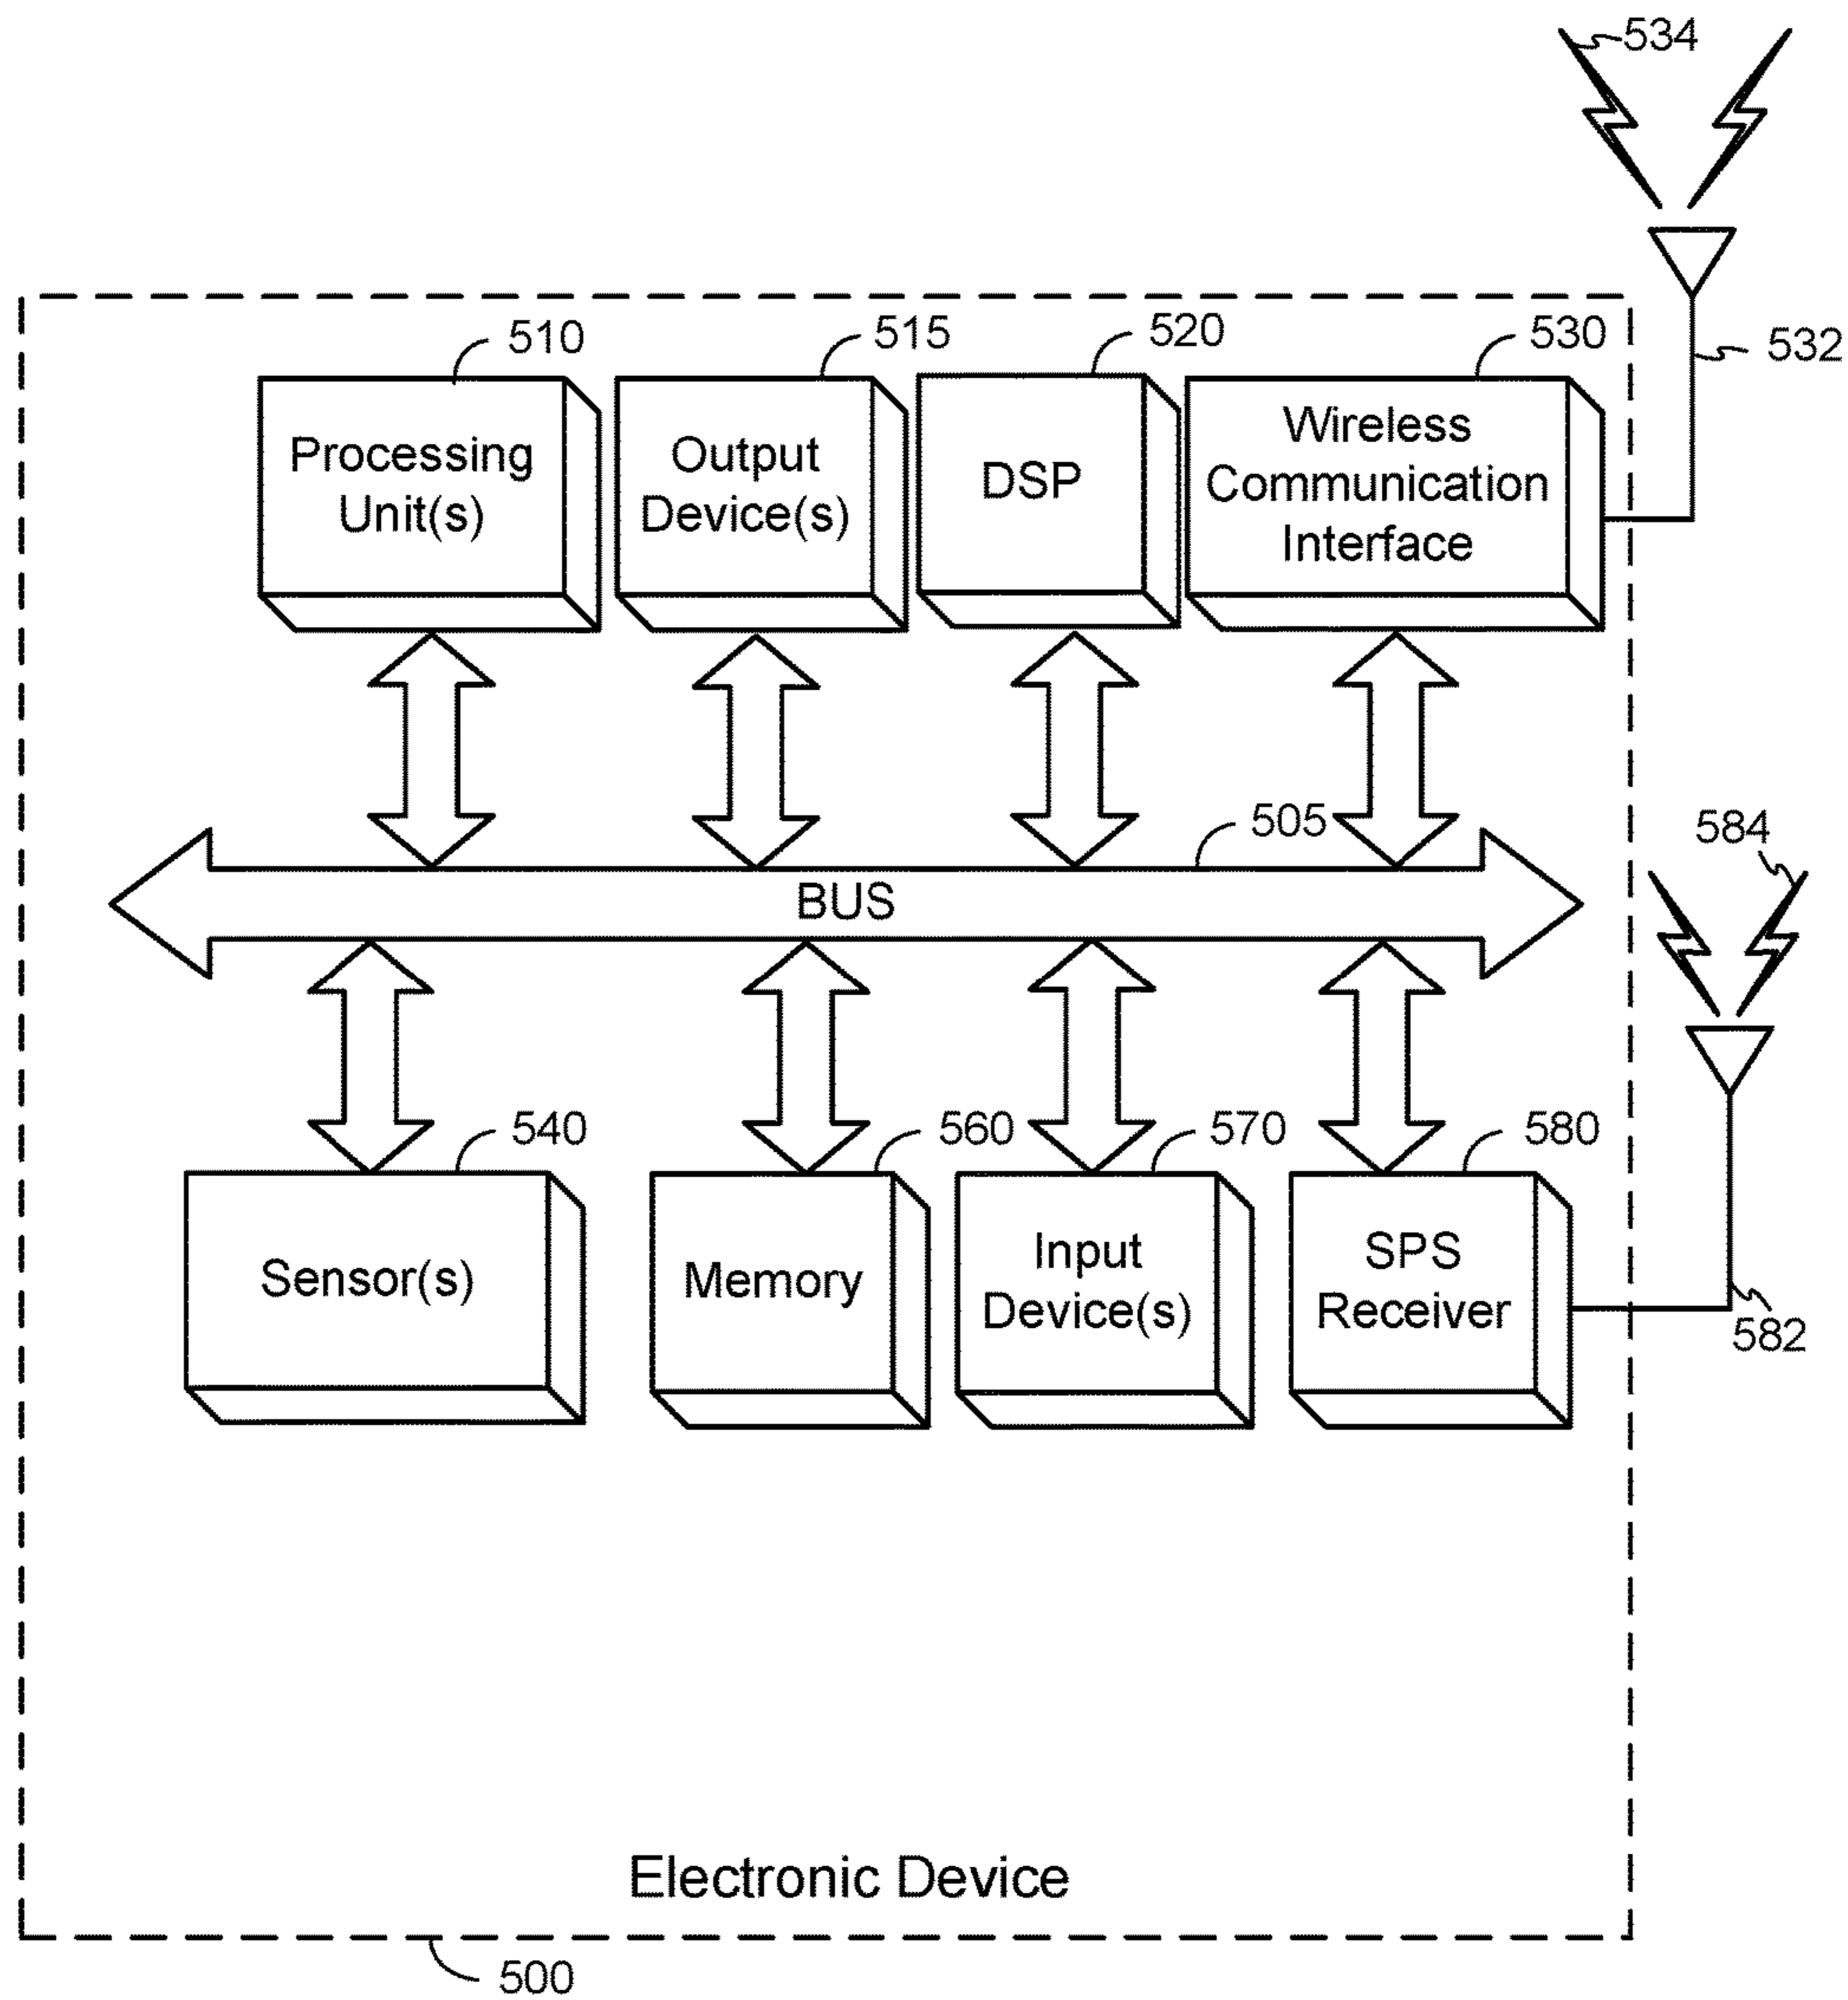 534
510
515
520
530
532
Processing
Unit(s)
Output
Device(s)
DSP
Wireless
Communication
Interface
505
BUS
584
540
560
570
580
Sensor(s)
Memory
Input
Device(s)
SPS
Receiver
582
Electronic Device
500